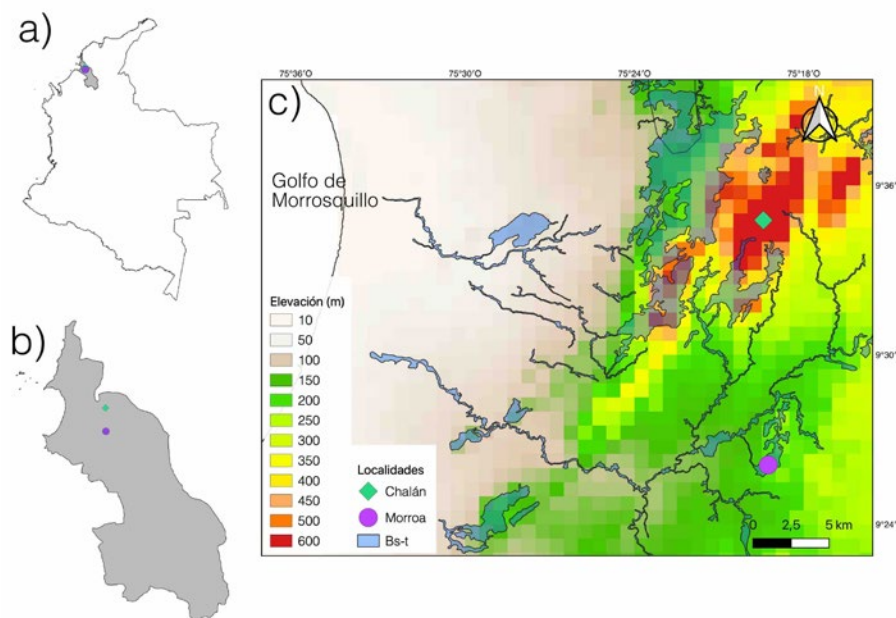 a)
b)
c)
75°36'
75°30'
75°24'
75°18'
N
Golfo de
Morrosquillo
9°36'
9°30'
9°24'
Elevación (m)
10
50
100
150
200
250
300
350
400
450
500
600
Localidades
Chalán
Morroa
Bs-t
0 2,5 5 km